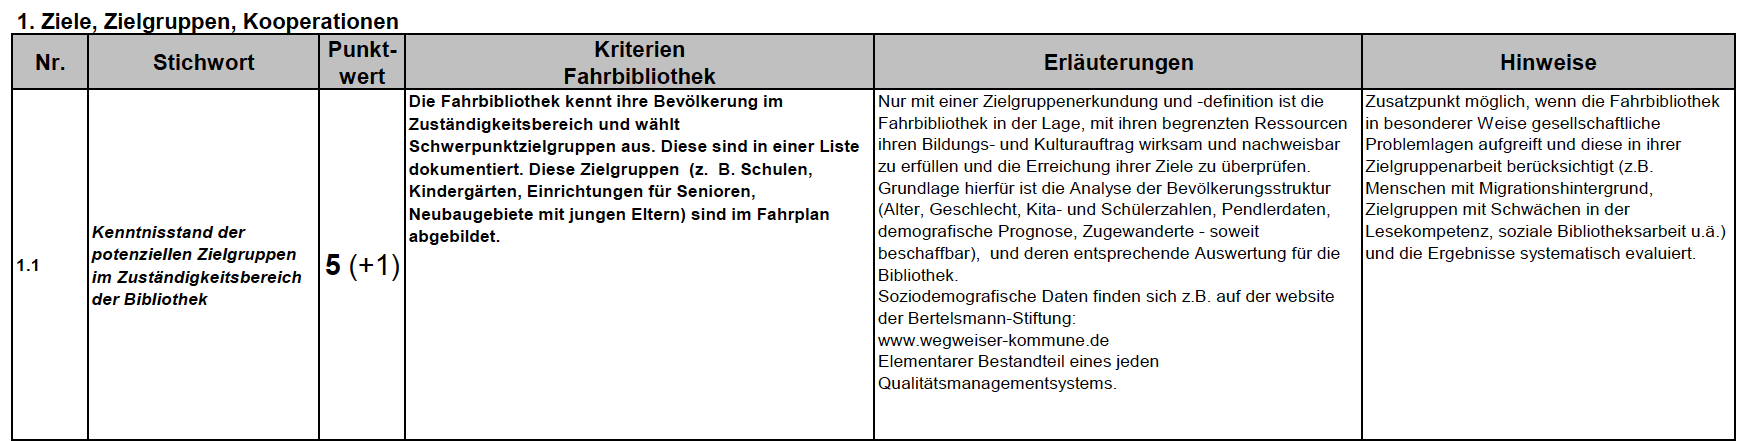 1. Ziele, Zielgruppen, Kooperationen
Nr.
Stichwort
Punkt-
wert
Kriterien
Fahrbibliothek
Erläuterungen
Hinweise
1.1
Kenntnisstand der
potenziellen Zielgruppen
im Zuständigkeitsbereich
der Bibliothek
5 (+1)
Die Fahrbibliothek kennt ihre Bevölkerung im
Zuständigkeitsbereich und wählt
Schwerpunktzielgruppen aus. Diese sind in einer Liste
dokumentiert. Diese Zielgruppen  (z.  B. Schulen,
Kindergärten, Einrichtungen für Senioren,
Neubaugebiete mit jungen Eltern) sind im Fahrplan
abgebildet.
Nur mit einer Zielgruppenerkundung und -definition ist die
Fahrbibliothek in der Lage, mit ihren begrenzten Ressourcen
ihren Bildungs- und Kulturauftrag wirksam und nachweisbar
zu erfüllen und die Erreichung ihrer Ziele zu überprüfen.
Grundlage hierfür ist die Analyse der Bevölkerungsstruktur
(Alter, Geschlecht, Kita- und Schülerzahlen, Pendlerdaten,
demografische Prognose, Zugewanderte - soweit
beschaffbar),  und deren entsprechende Auswertung für die
Bibliothek.
Soziodemografische Daten finden sich z.B. auf der website
der Bertelsmann-Stiftung:
www.wegweiser-kommune.de
Elementarer Bestandteil eines jeden
Qualitätsmanagementsystems.
Zusatzpunkt möglich, wenn die Fahrbibliothek
in besonderer Weise gesellschaftliche
Problemlagen aufgreift und diese in ihrer
Zielgruppenarbeit berücksichtigt (z.B.
Menschen mit Migrationshintergrund,
Zielgruppen mit Schwächen in der
Lesekompetenz, soziale Bibliotheksarbeit u.ä.)
und die Ergebnisse systematisch evaluiert.